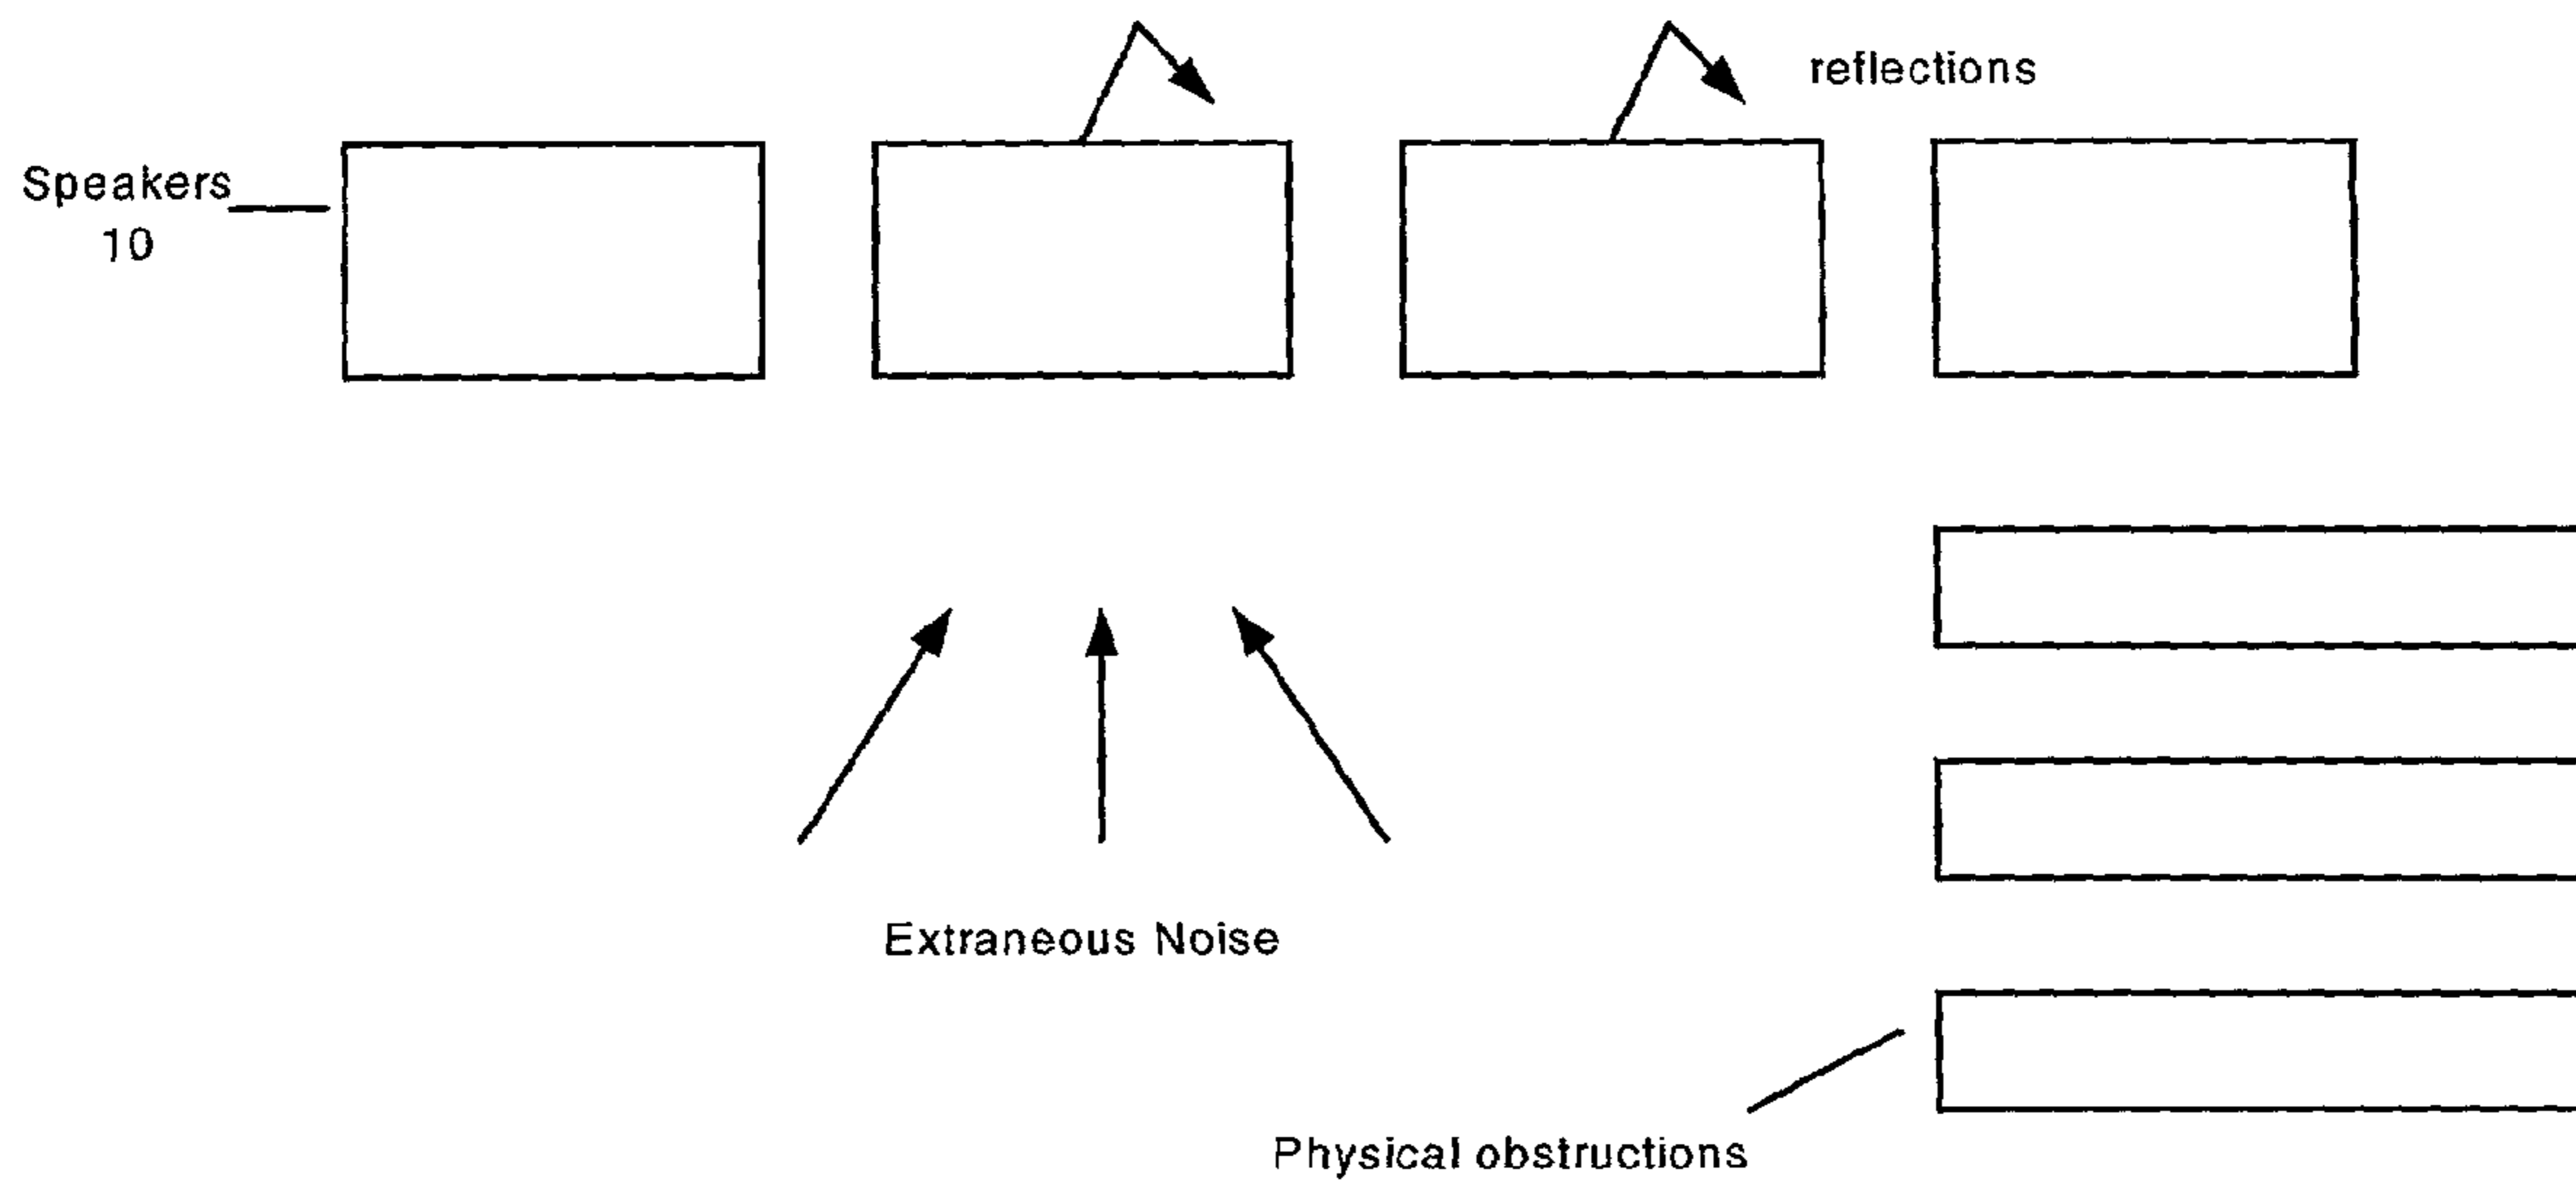 reflections
Speakers
10
Extraneous Noise
Physical obstructions